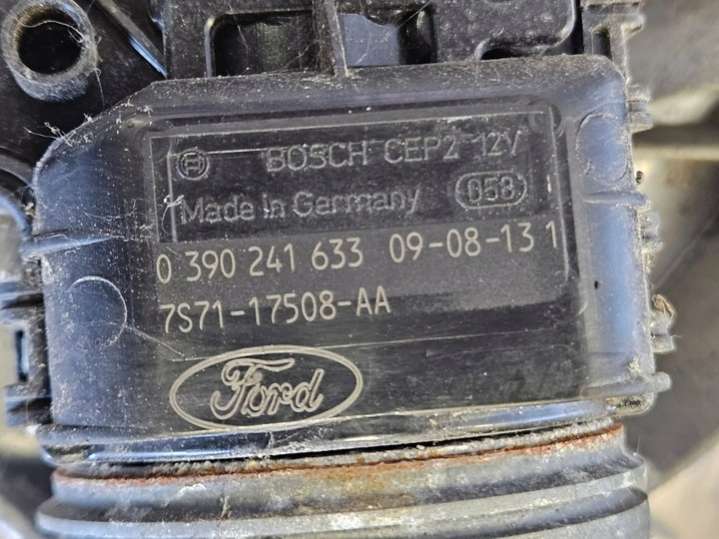 BOSCH CEP2 12V
Made in Germany 058
0 390 241 633 09-08-13 1
7S71-17508-AA
Ford